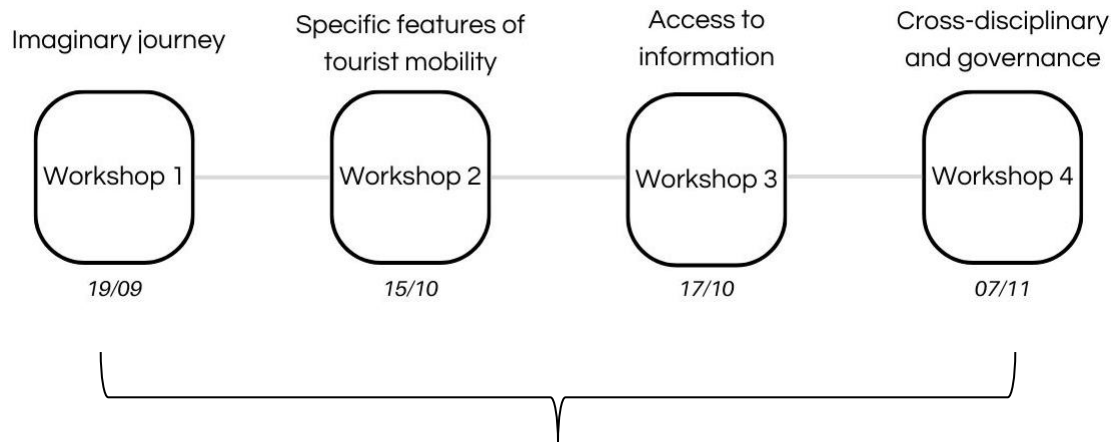 Imaginary journey
Specific features of
tourist mobility
Access to
information
Cross-disciplinary
and governance
Workshop 1
Workshop 2
Workshop 3
Workshop 4
19/09
15/10
17/10
07/11